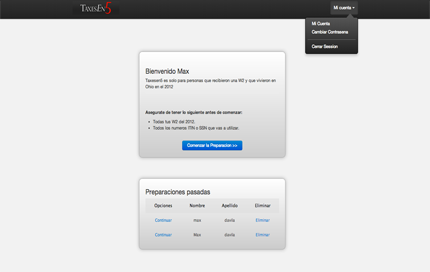 TAXISEN5
Mi cuenta
Mi Cuenta
Cambiar Contrasena
Cerrar Session
Bienvenido Max
Taxisen5 es solo para personas que recibieron una W2 y que vivieron en
Ohio en el 2012
Asegurate de tener lo siguiente antes de comenzar:
Todas tus W2 del 2012.
Todos los numeros ITIN o SSN que vas a utilizar.
Comenzar la Preparacion >>
Preparaciones pasadas
Opciones Nombre Apellido Eliminar
Continuar max davila Eliminar
Continuar Max davila Eliminar